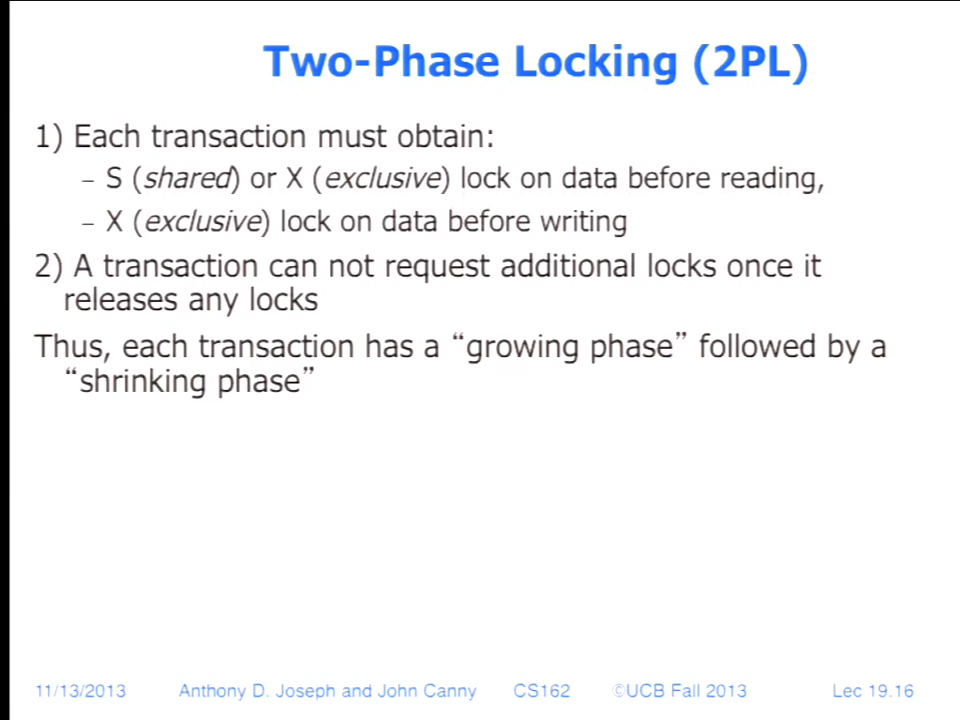 Two-Phase Locking (2PL)
1) Each transaction must obtain:
– S (shared) or X (exclusive) lock on data before reading,
– X (exclusive) lock on data before writing
2) A transaction can not request additional locks once it
releases any locks
Thus, each transaction has a “growing phase” followed by a
“shrinking phase”
11/13/2013 Anthony D. Joseph and John Canny CS162 ©UCB Fall 2013 Lec 19.16